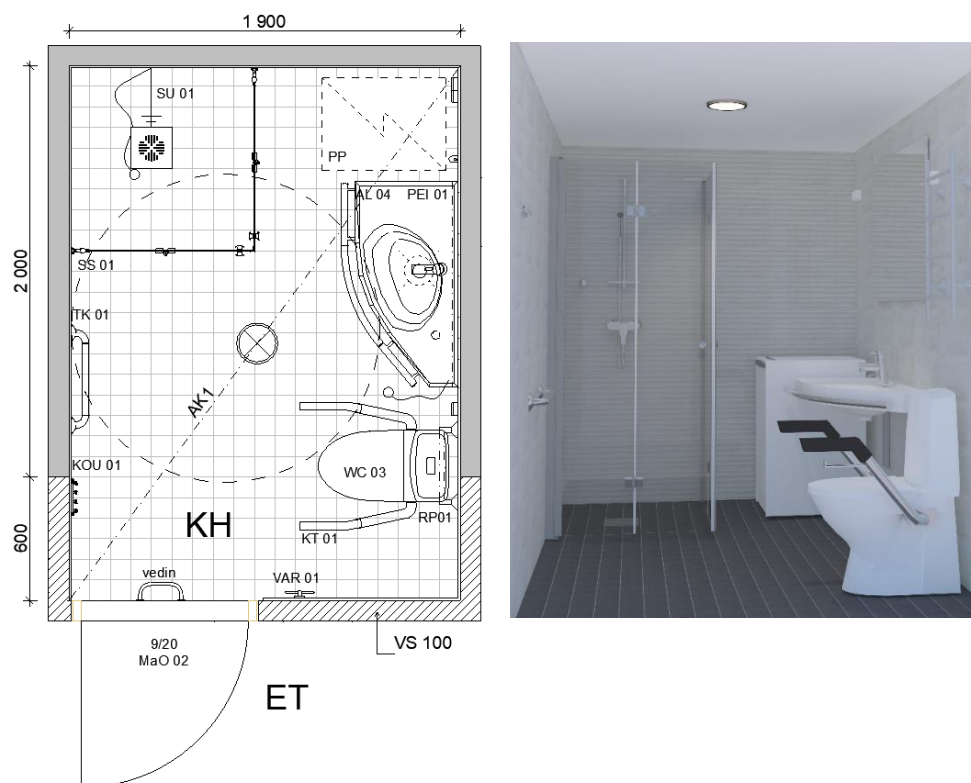 1 900
SU 01
PP
AL 04
PEI 01
2 000
SS 01
TK 01
AK1
KOU 01
WC 03
RP01
600
KH
KT 01
vedin
VAR 01
9/20
MaO 02
VS 100
ET